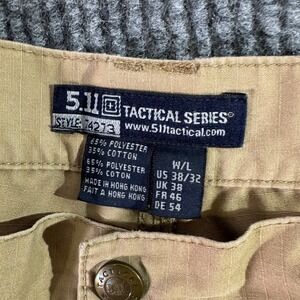 5.11 TACTICAL SERIES®
STYLE: 74273
www.511tactical.com
65% POLYESTER
35% COTTON
65% POLYESTER
35% COTON
MADE IN HONG KONG
FAIT A HONG KONG
W/L
US 38/32
UK 38
FR 46
DE 54
TACTICAL